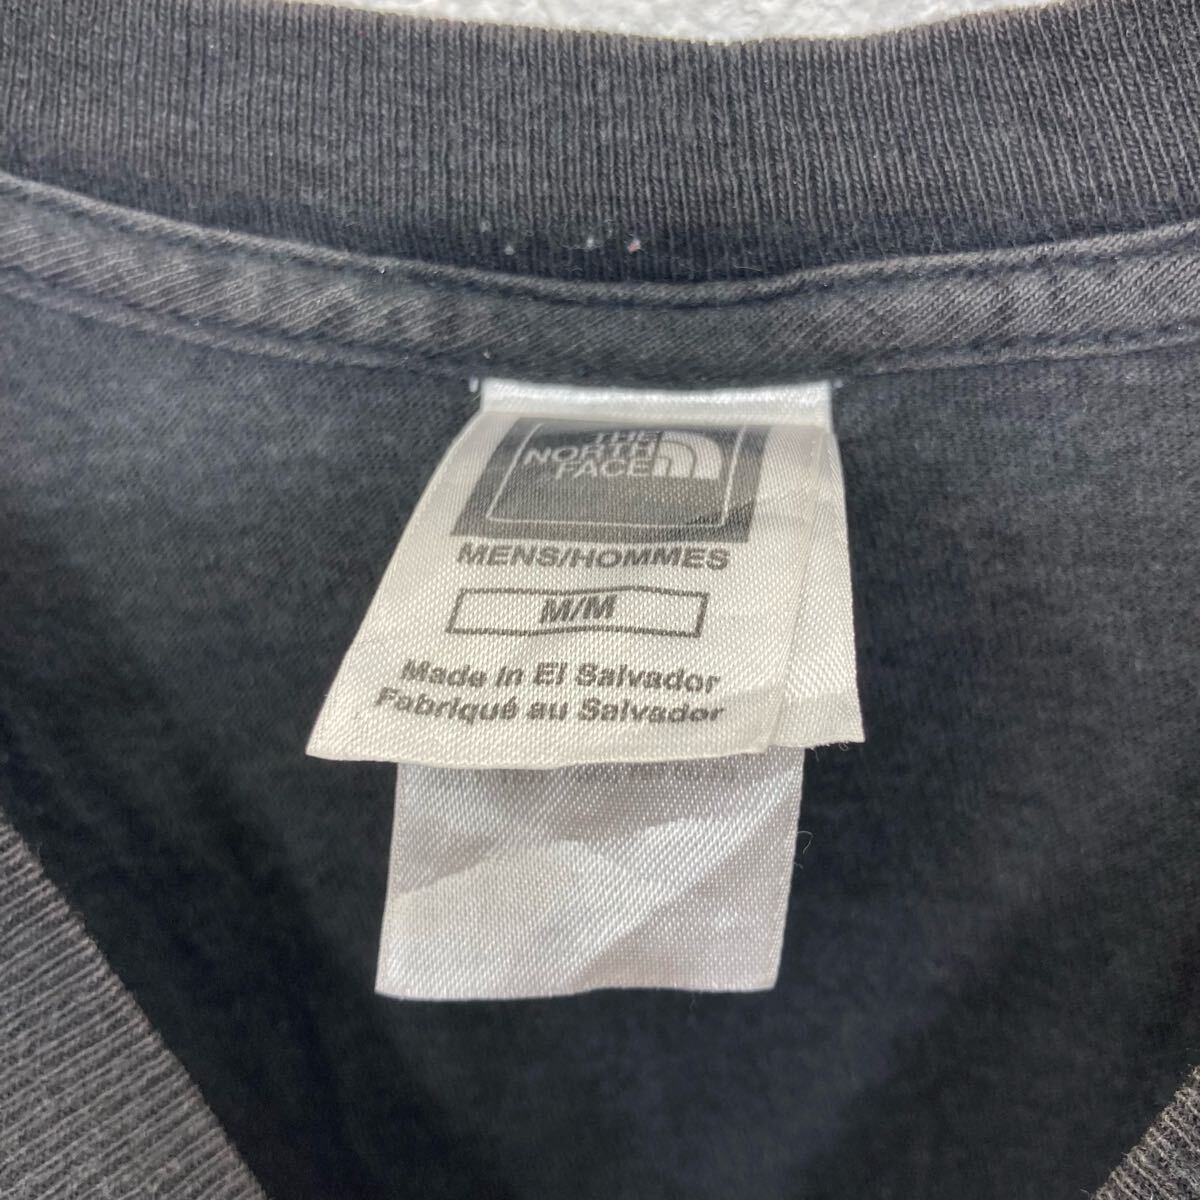 THE
NORTH
FACE
MENS/HOMMES
M/M
Made in El Salvador
Fabriqué au Salvador